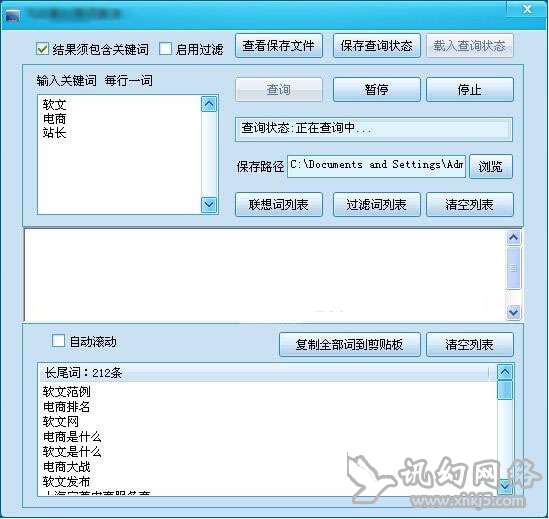 结果须包含关键词 启用过滤 查看保存文件 保存查询状态 载入查询状态
输入关键词 每行一词
软文
电商
站长
查询 暂停 停止
查询状态:正在查询中...
保存路径 C:\Documents and Settings\Adm 浏览
联想词列表 过滤词列表 清空列表
自动滚动 复制全部词到剪贴板 清空列表
长尾词:212条
软文范例
电商排名
软文网
电商是什么
软文是什么
电商大战
软文发布
讯幻网络
www.xhkj5.com